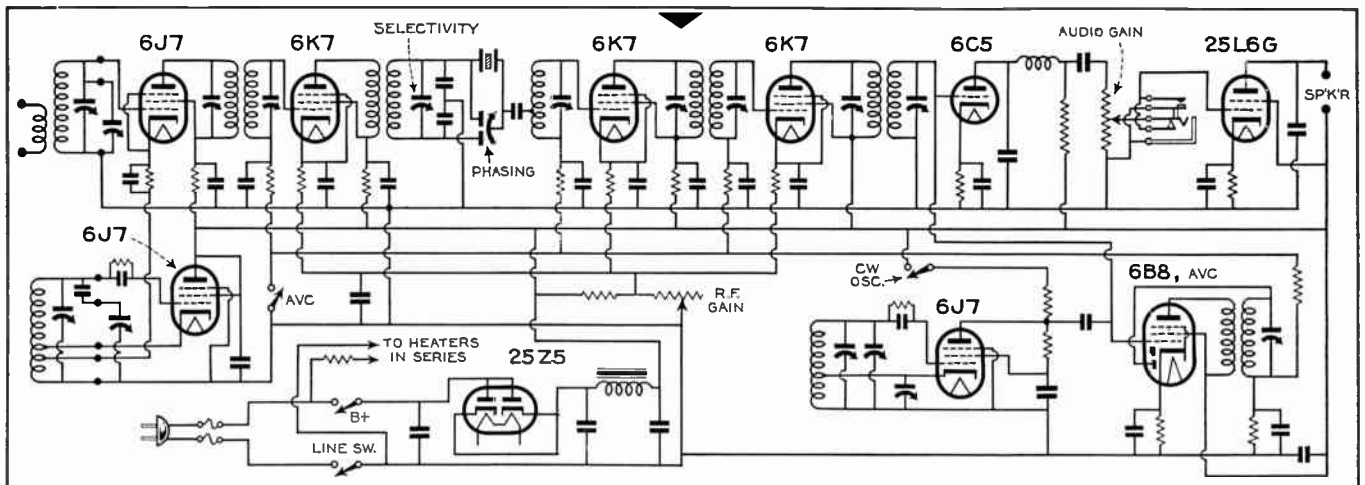 6J7
6K7
SELECTIVITY
6K7
6K7
6C5
AUDIO GAIN
25L6G
SP'K'R
PHASING
6J7
AVC
R.F.
GAIN
CW
OSC.
6J7
6B8, AVC
TO HEATERS
IN SERIES
25Z5
B+
LINE SW.